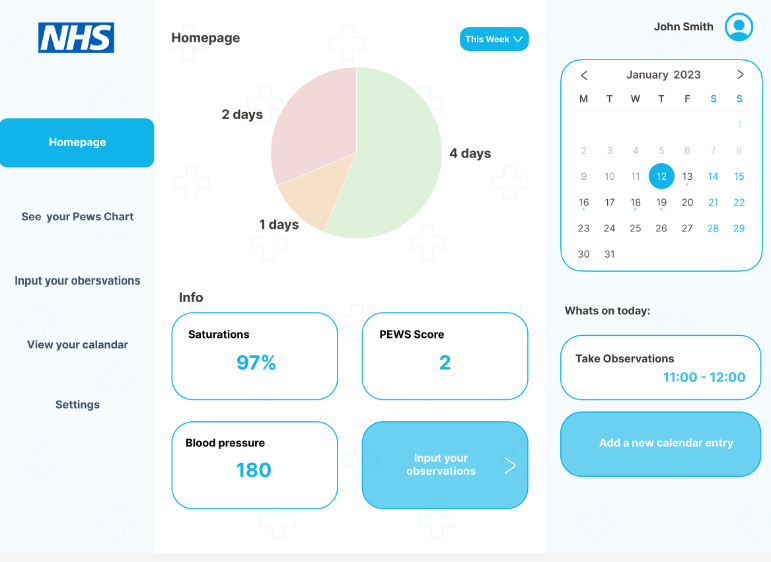 NHS
Homepage
See your Pews Chart
Input your obersvations
View your calandar
Settings
Homepage
This Week
2 days
4 days
1 days
Info
Saturations
97%
PEWS Score
2
Blood pressure
180
Input your
observations
John Smith
January 2023
M T W T F S S
1
2 3 4 5 6 7 8
9 10 11 12 13 14 15
16 17 18 19 20 21 22
23 24 25 26 27 28 29
30 31
Whats on today:
Take Observations
11:00 - 12:00
Add a new calendar entry